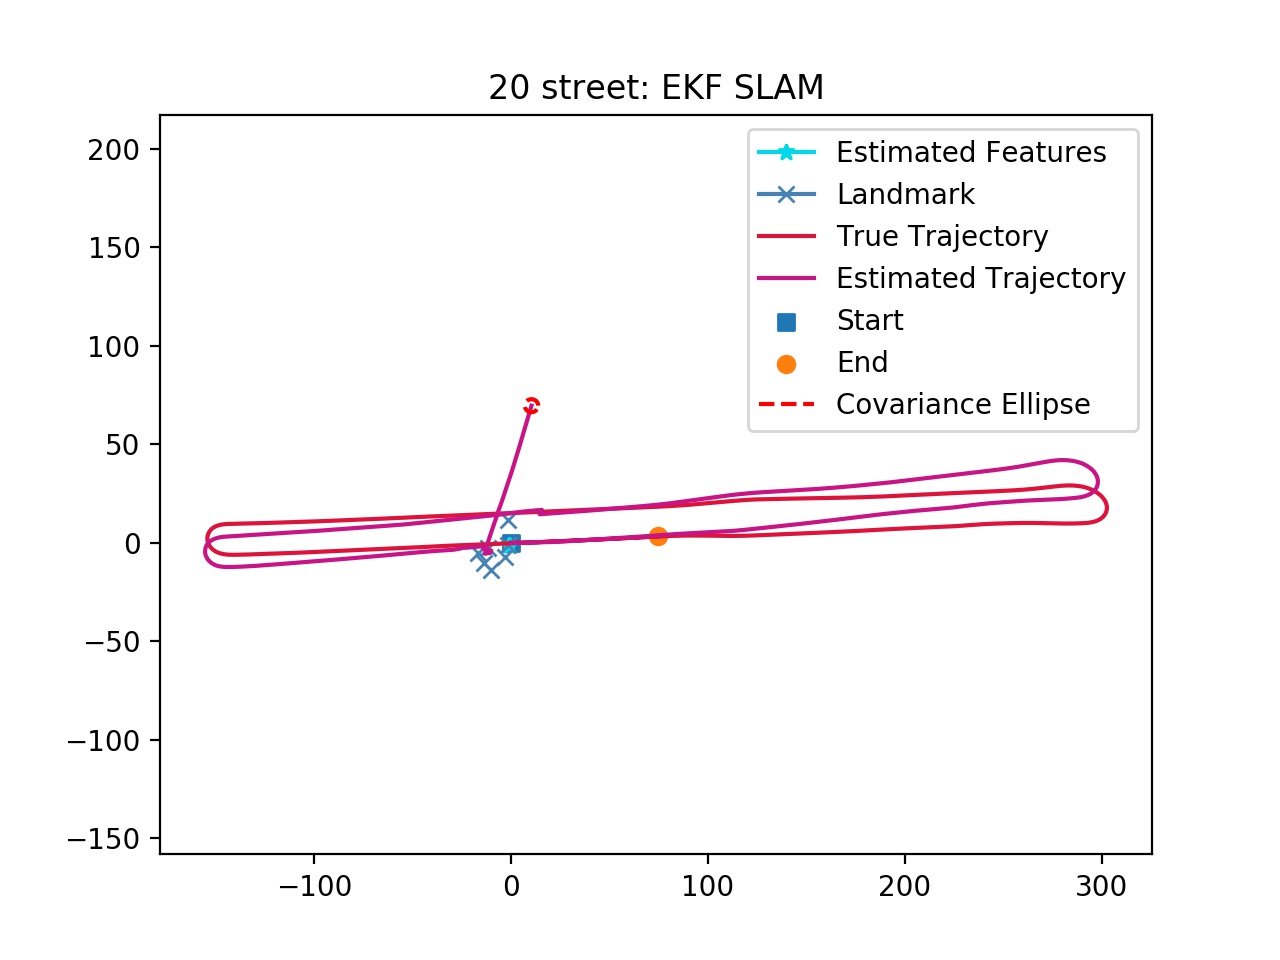 20 street: EKF SLAM
Estimated Features
Landmark
True Trajectory
Estimated Trajectory
Start
End
Covariance Ellipse
200
150
100
50
0
−50
−100
−150
−100 0 100 200 300